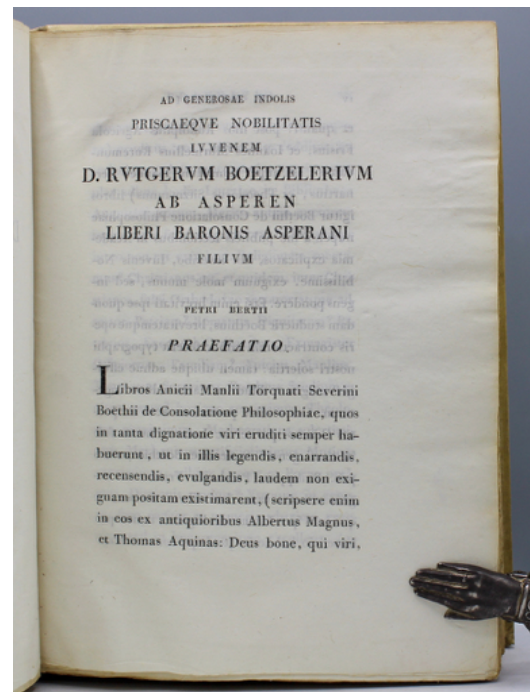 AD GENEROSAE INDOLIS
PRISCAEQVE NOBILITATIS
IVVENEM
D. RVTGERVM BOETZELERIVM
AB ASPEREN
LIBERI BARONIS ASPERANI
FILIVM
PETRI BERTII
PRAEFATIO.
Libros Anicii Manlii Torquati Severini
Boethii de Consolatione Philosophiae, quos
in tanta dignatione viri eruditi semper ha-
buerunt, ut in illis legendis, enarrandis,
recensendis, evulgandis, laudem non exi-
guam positam existimarent, (scripsere enim
in eos ex antiquioribus Albertus Magnus,
et Thomas Aquinas: Deus bone, qui viri,